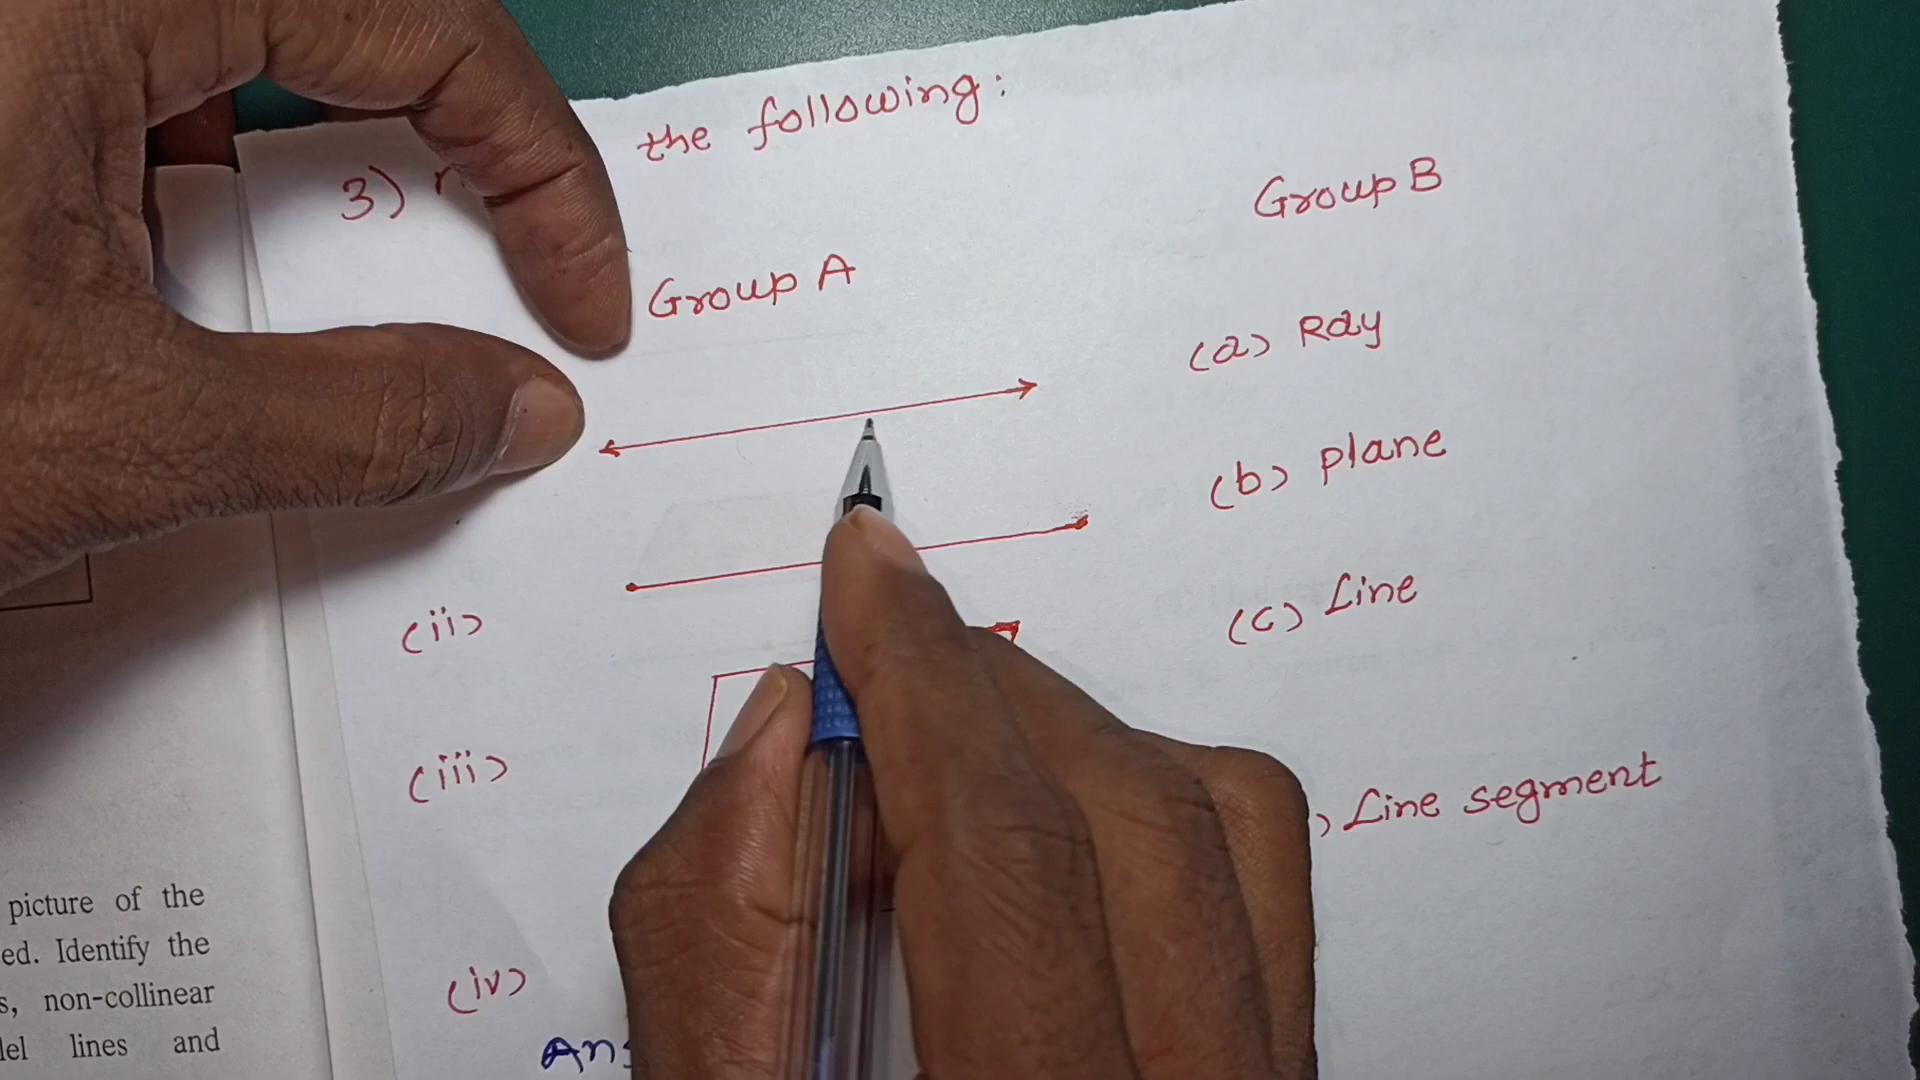 the following:
3)
Group A
Group B
(a) Ray
(b) plane
(ii)
(c) Line
(iii)
Line segment
(iv)
Ans
picture of the
ed. Identify the
s, non-collinear
lel lines and